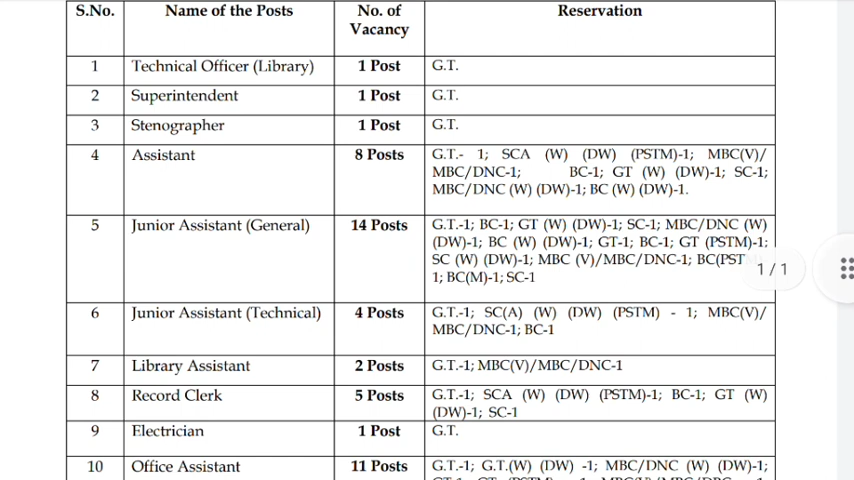 S.No. Name of the Posts No. of Vacancy Reservation
1 Technical Officer (Library) 1 Post G.T.
2 Superintendent 1 Post G.T.
3 Stenographer 1 Post G.T.
4 Assistant 8 Posts G.T.- 1; SCA (W) (DW) (PSTM)-1; MBC(V)/
MBC/DNC-1; BC-1; GT (W) (DW)-1; SC-1;
MBC/DNC (W) (DW)-1; BC (W) (DW)-1.
5 Junior Assistant (General) 14 Posts G.T.-1; BC-1; GT (W) (DW)-1; SC-1; MBC/DNC (W)
(DW)-1; BC (W) (DW)-1; GT-1; BC-1; GT (PSTM)-1;
SC (W) (DW)-1; MBC (V)/MBC/DNC-1; BC(PST
1; BC(M)-1; SC-1
1 / 1
6 Junior Assistant (Technical) 4 Posts G.T.-1; SC(A) (W) (DW) (PSTM) - 1; MBC(V)/
MBC/DNC-1; BC-1
7 Library Assistant 2 Posts G.T.-1; MBC(V)/MBC/DNC-1
8 Record Clerk 5 Posts G.T.-1; SCA (W) (DW) (PSTM)-1; BC-1; GT (W)
(DW)-1; SC-1
9 Electrician 1 Post G.T.
10 Office Assistant 11 Posts G.T.-1; G.T.(W) (DW) -1; MBC/DNC (W) (DW)-1;